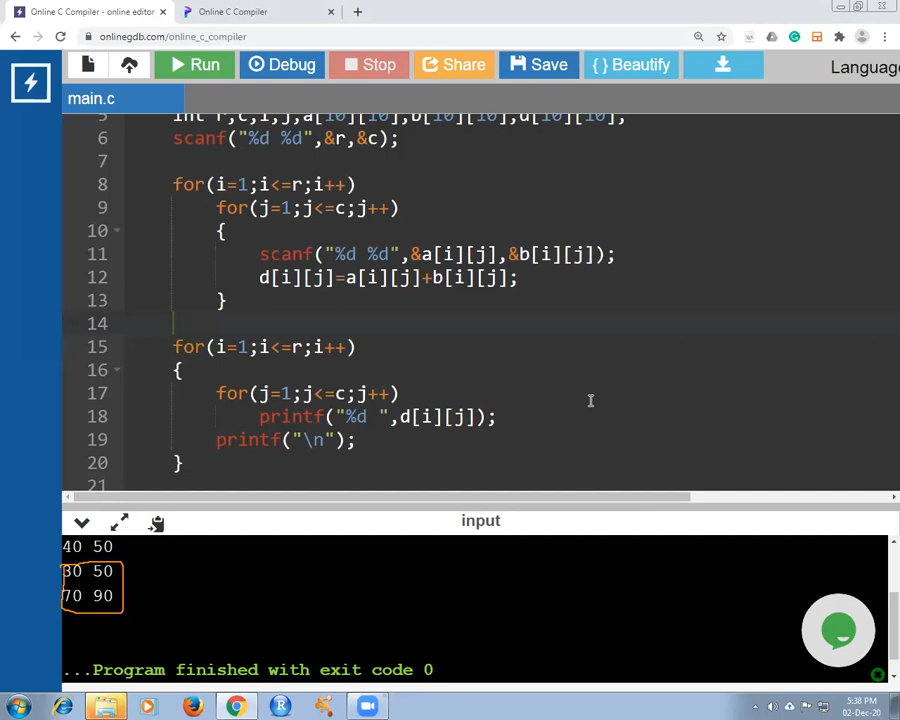 Online C Compiler - online editor
Online C Compiler
onlinegdb.com/online_c_compiler
Run
Debug
Stop
Share
Save
{ } Beautify
Language
main.c
5 int r,c,i,j,a[10][10],b[10][10],d[10][10];
6 scanf("%d %d",&r,&c);
7
8 for(i=1;i<=r;i++)
9 for(j=1;j<=c;j++)
10 {
11 scanf("%d %d",&a[i][j],&b[i][j]);
12 d[i][j]=a[i][j]+b[i][j];
13 }
14
15 for(i=1;i<=r;i++)
16 {
17 for(j=1;j<=c;j++)
18 printf("%d ",d[i][j]);
19 printf("\n");
20 }
21
input
40 50
30 50
70 90
...Program finished with exit code 0
5:38 PM
02-Dec-20